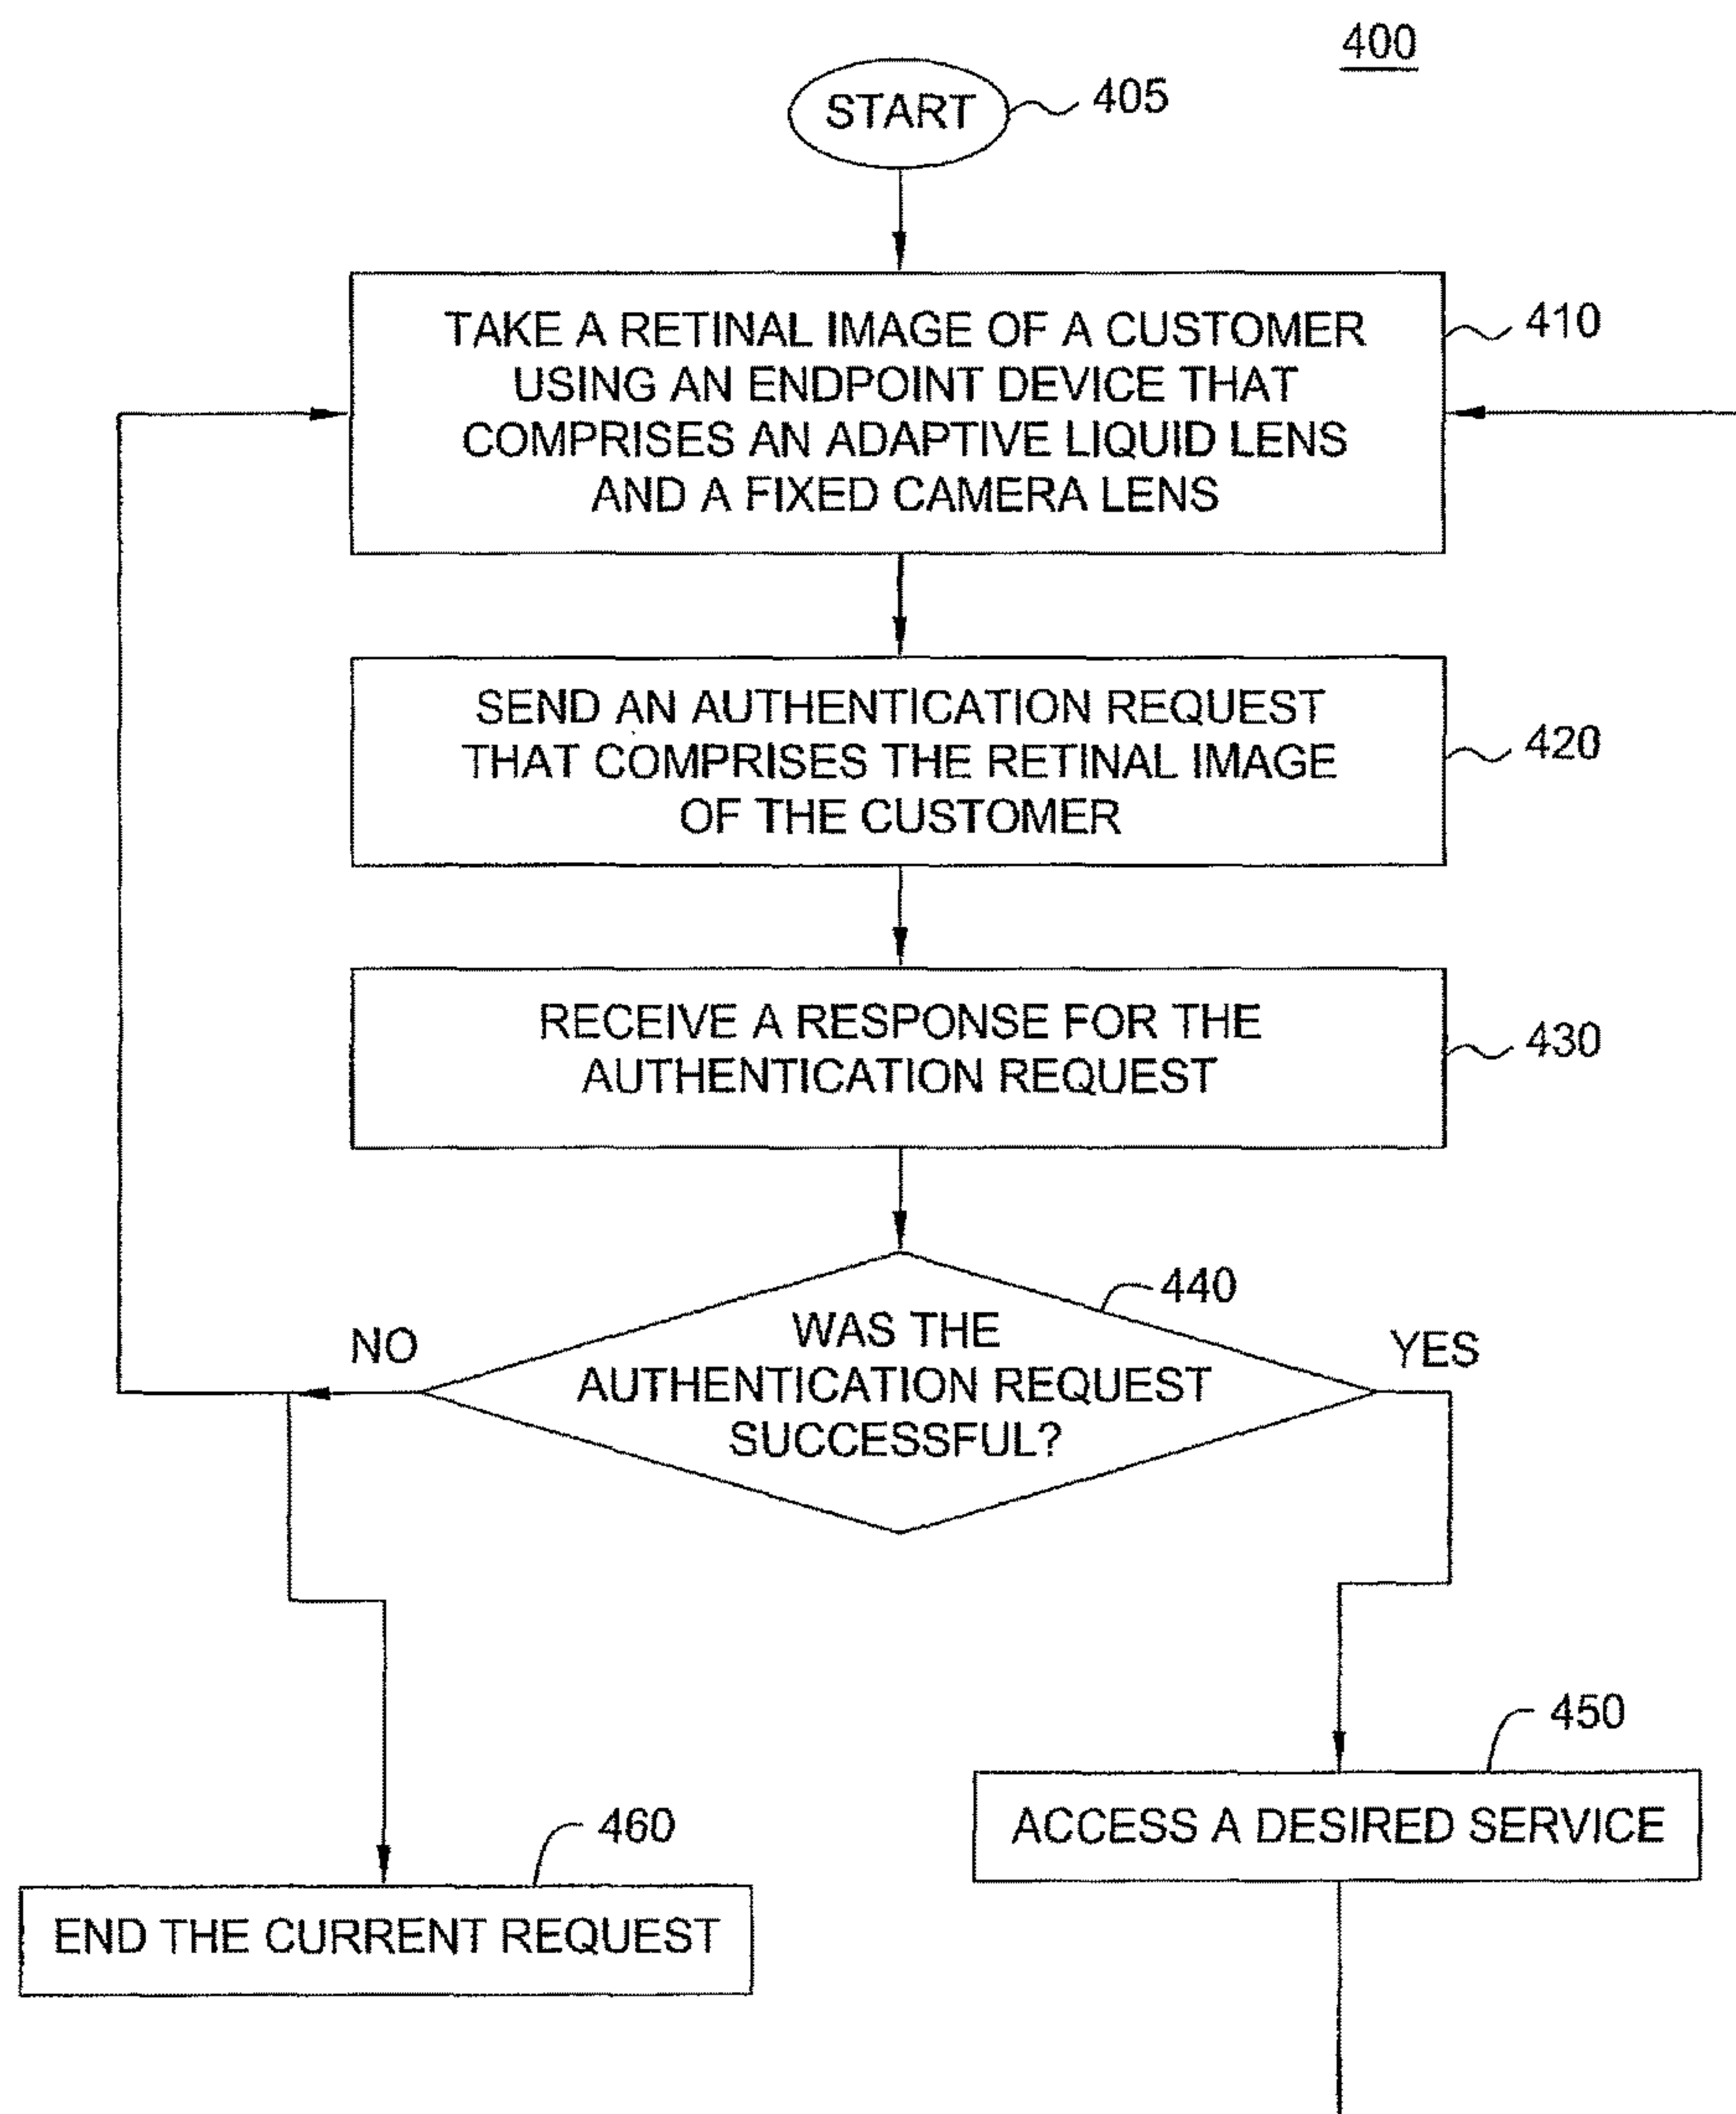 400
START
405
TAKE A RETINAL IMAGE OF A CUSTOMER
USING AN ENDPOINT DEVICE THAT
COMPRISES AN ADAPTIVE LIQUID LENS
AND A FIXED CAMERA LENS
410
SEND AN AUTHENTICATION REQUEST
THAT COMPRISES THE RETINAL IMAGE
OF THE CUSTOMER
420
RECEIVE A RESPONSE FOR THE
AUTHENTICATION REQUEST
430
440
WAS THE
AUTHENTICATION REQUEST
SUCCESSFUL?
NO
YES
450
ACCESS A DESIRED SERVICE
460
END THE CURRENT REQUEST